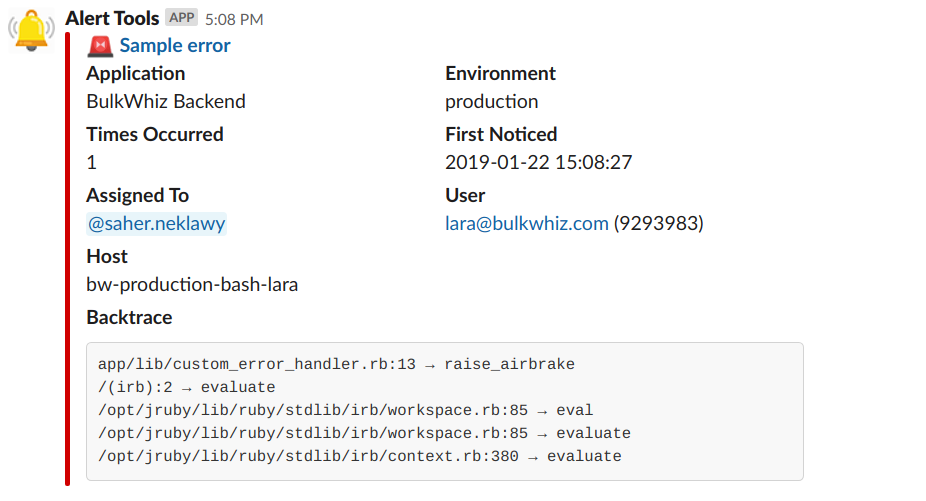 Alert Tools APP 5:08 PM
Sample error
Application Environment
BulkWhiz Backend production
Times Occurred First Noticed
1 2019-01-22 15:08:27
Assigned To User
@saher.neklawy lara@bulkwhiz.com (9293983)
Host
bw-production-bash-lara
Backtrace
app/lib/custom_error_handler.rb:13 → raise_airbrake
/(irb):2 → evaluate
/opt/jruby/lib/ruby/stdlib/irb/workspace.rb:85 → eval
/opt/jruby/lib/ruby/stdlib/irb/workspace.rb:85 → evaluate
/opt/jruby/lib/ruby/stdlib/irb/context.rb:380 → evaluate